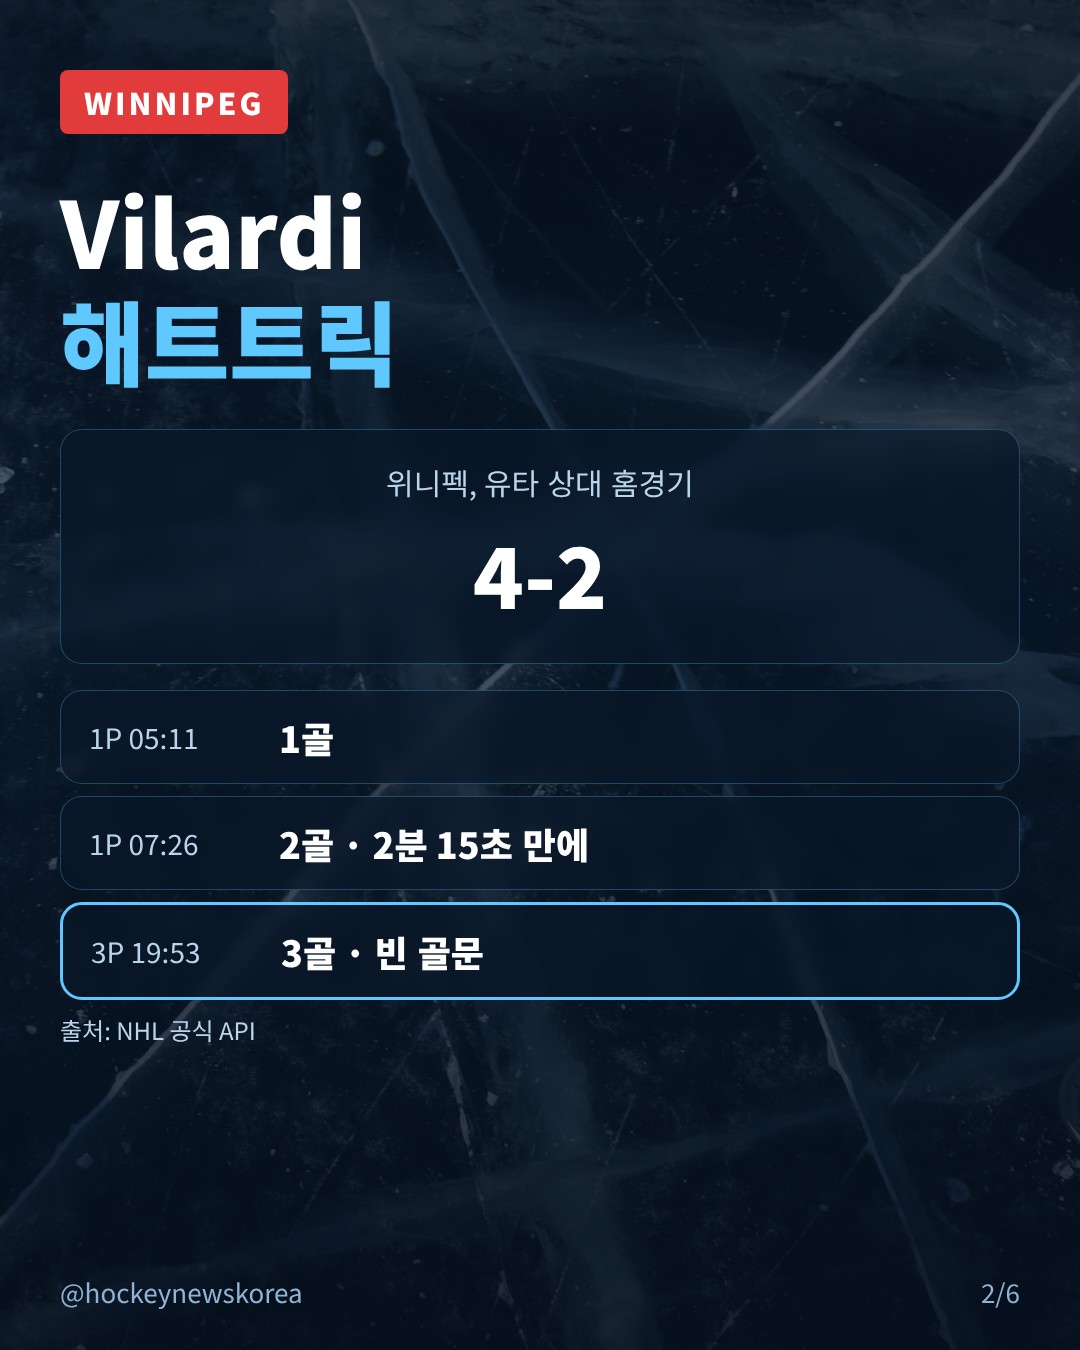 WINNIPEG
Vilardi
해트트릭
위니펙, 유타 상대 홈경기
4-2
1P 05:11 1골
1P 07:26 2골 · 2분 15초 만에
3P 19:53 3골 · 빈 골문
출처: NHL 공식 API
@hockeynewskorea 2/6